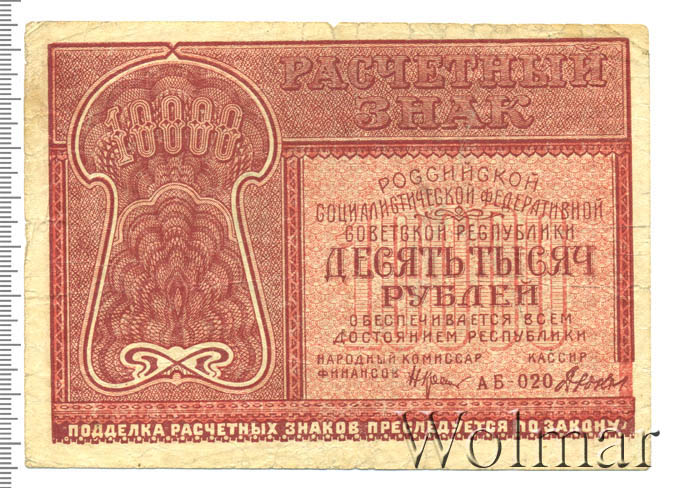 10000
РАСЧЕТНЫЙ
ЗНАК
РОССИЙСКОЙ
СОЦИАЛИСТИЧЕСКОЙ ФЕДЕРАТИВНОЙ
СОВЕТСКОЙ РЕСПУБЛИКИ
ДЕСЯТЬ ТЫСЯЧ
РУБЛЕЙ
ОБЕСПЕЧИВАЕТСЯ ВСЕМ
ДОСТОЯНИЕМ РЕСПУБЛИКИ
НАРОДНЫЙ КОМИССАР КАССИР
ФИНАНСОВ АБ-020
ПОДДЕЛКА РАСЧЕТНЫХ ЗНАКОВ ПРЕСЛЕДУЕТСЯ ПО ЗАКОНУ
Wolmar